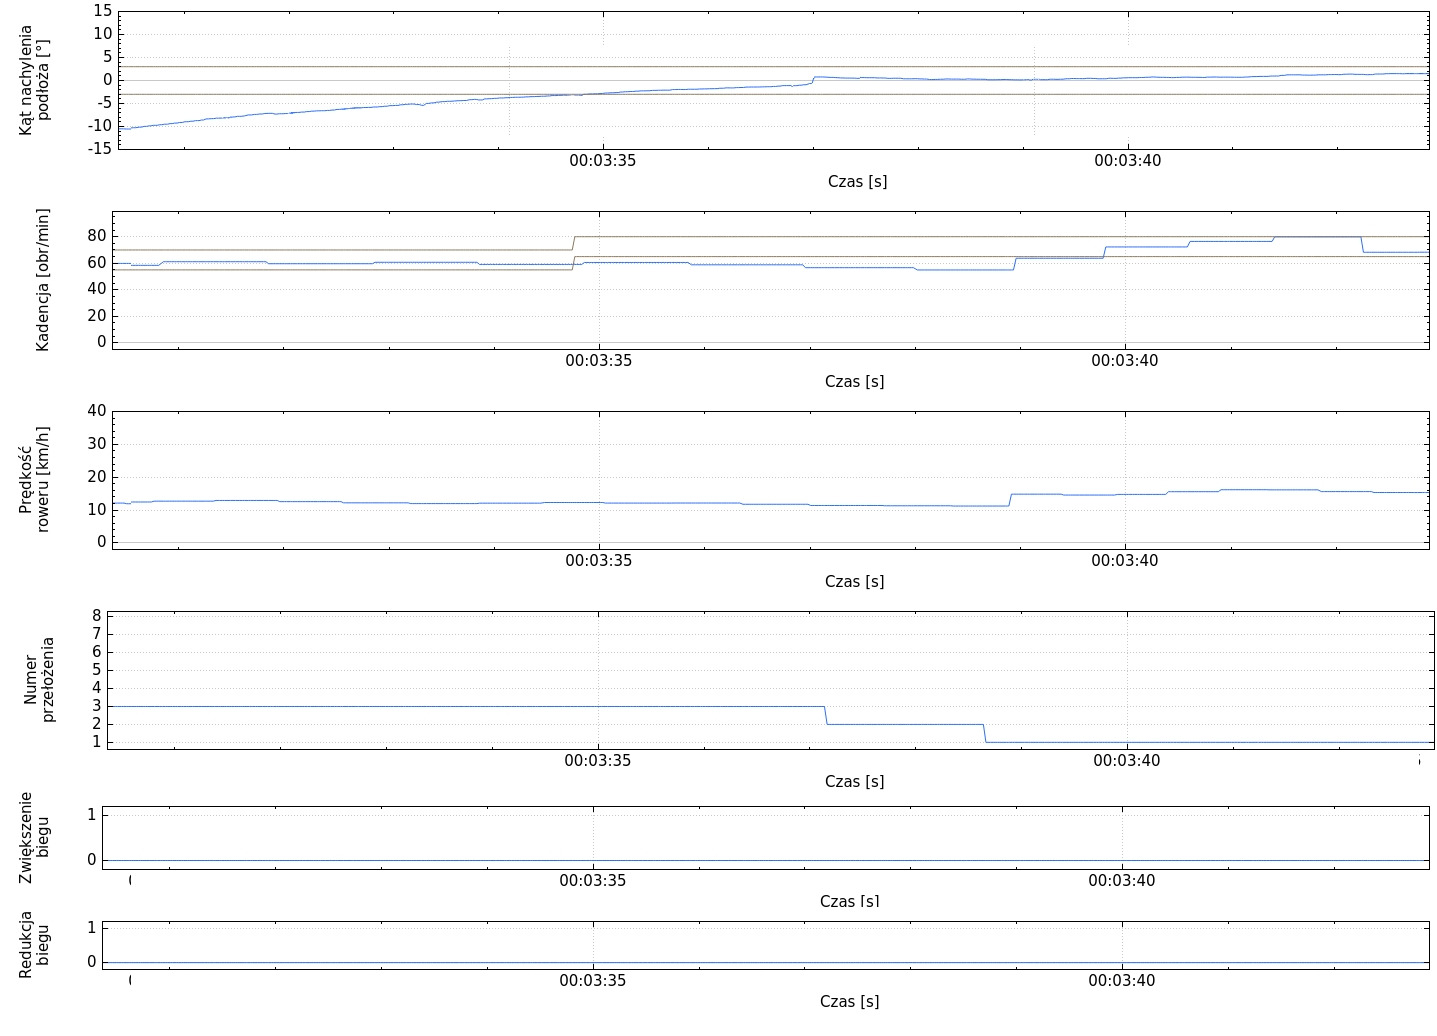 Kąt nachylenia
podłoża [°]
15
10
5
0
-5
-10
-15
00:03:35
00:03:40
Czas [s]
Kadencja [obr/min]
80
60
40
20
0
00:03:35
00:03:40
Czas [s]
Prędkość
roweru [km/h]
40
30
20
10
0
00:03:35
00:03:40
Czas [s]
Numer
przełożenia
8
7
6
5
4
3
2
1
00:03:35
00:03:40
Czas [s]
Zwiększenie
biegu
1
0
00:03:35
00:03:40
Czas [s]
Redukcja
biegu
1
0
00:03:35
00:03:40
Czas [s]